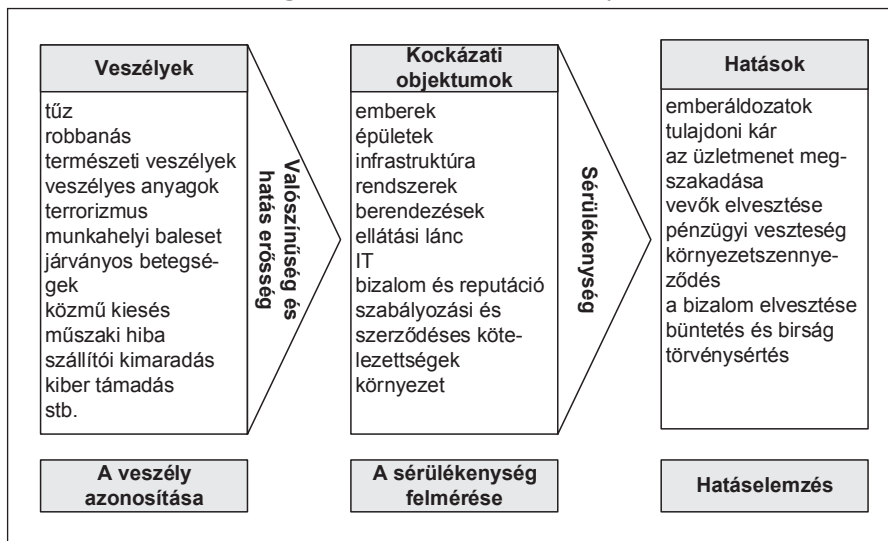 Veszélyek
tűz
robbanás
természeti veszélyek
veszélyes anyagok
terrorizmus
munkahelyi baleset
járványos betegsé-
gek
közmű kiesés
műszaki hiba
szállítói kimaradás
kiber támadás
stb.
Valószínűség és
hatás erősség
Kockázati
objektumok
emberek
épületek
infrastruktúra
rendszerek
berendezések
ellátási lánc
IT
bizalom és reputáció
szabályozási és
szerződéses köte-
lezettségek
környezet
Sérülékenység
Hatások
emberáldozatok
tulajdoni kár
az üzletmenet meg-
szakadása
vevők elvesztése
pénzügyi veszteség
környezetszennye-
ződés
a bizalom elvesztése
büntetés és birság
törvénysértés
A veszély
azonosítása
A sérülékenység
felmérése
Hatáselemzés